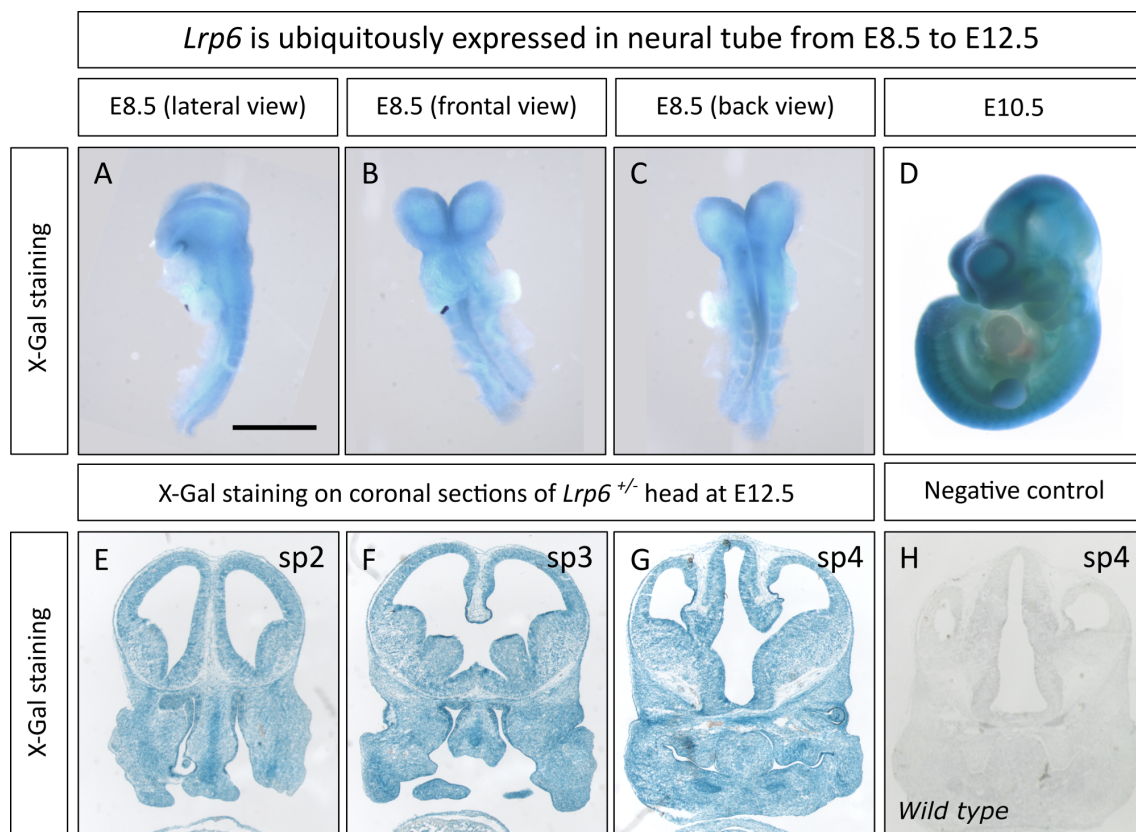 Lrp6 is ubiquitously expressed in neural tube from E8.5 to E12.5
E8.5 (lateral view)
E8.5 (frontal view)
E8.5 (back view)
E10.5
X-Gal staining
A
B
C
D
X-Gal staining on coronal sections of Lrp6 +/- head at E12.5
Negative control
X-Gal staining
E
sp2
F
sp3
G
sp4
H
sp4
Wild type